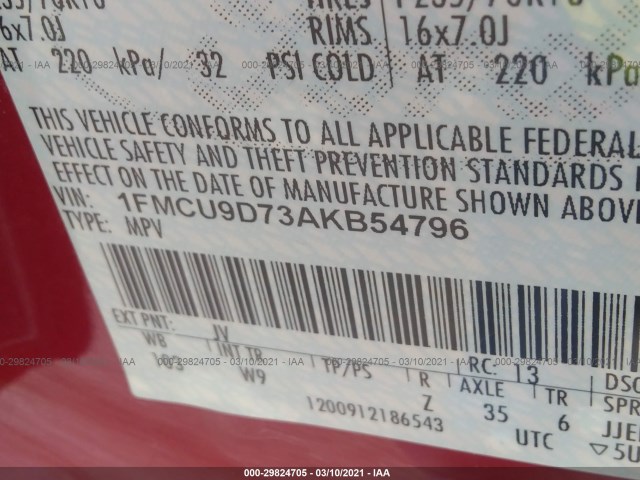 RIMS 16x7.0J
AT 220 kPa/ 32 PSI COLD AT 220 kPa
THIS VEHICLE CONFORMS TO ALL APPLICABLE FEDERAL
VEHICLE SAFETY AND THEFT PREVENTION STANDARDS
EFFECT ON THE DATE OF MANUFACTURE SHOWN ABOVE
VIN: 1FMCU9D73AKB54796
TYPE: MPV
EXT PNT: JV RC: 13 DSO
WB INT TR TP/PS R AXLE TR SPR
103 W9 Z 35 6 JJE
1200912186543 UTC 5U
000-29824705 - 03/10/2021 - IAA